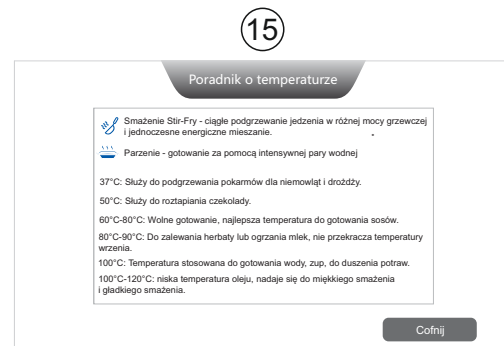 15
Poradnik o temperaturze
Smażenie Stir-Fry - ciągłe podgrzewanie jedzenia w różnej mocy grzewczej
i jednoczesne energiczne mieszanie.
Parzenie - gotowanie za pomocą intensywnej pary wodnej
37°C: Służy do podgrzewania pokarmów dla niemowląt i drożdży.
50°C: Służy do roztapiania czekolady.
60°C-80°C: Wolne gotowanie, najlepsza temperatura do gotowania sosów.
80°C-90°C: Do zalewania herbaty lub ogrzania mlek, nie przekracza temperatury
wrzenia.
100°C: Temperatura stosowana do gotowania wody, zup, do duszenia potraw.
100°C-120°C: niska temperatura oleju, nadaje się do miękkiego smażenia
i gładkiego smażenia.
Cofnij